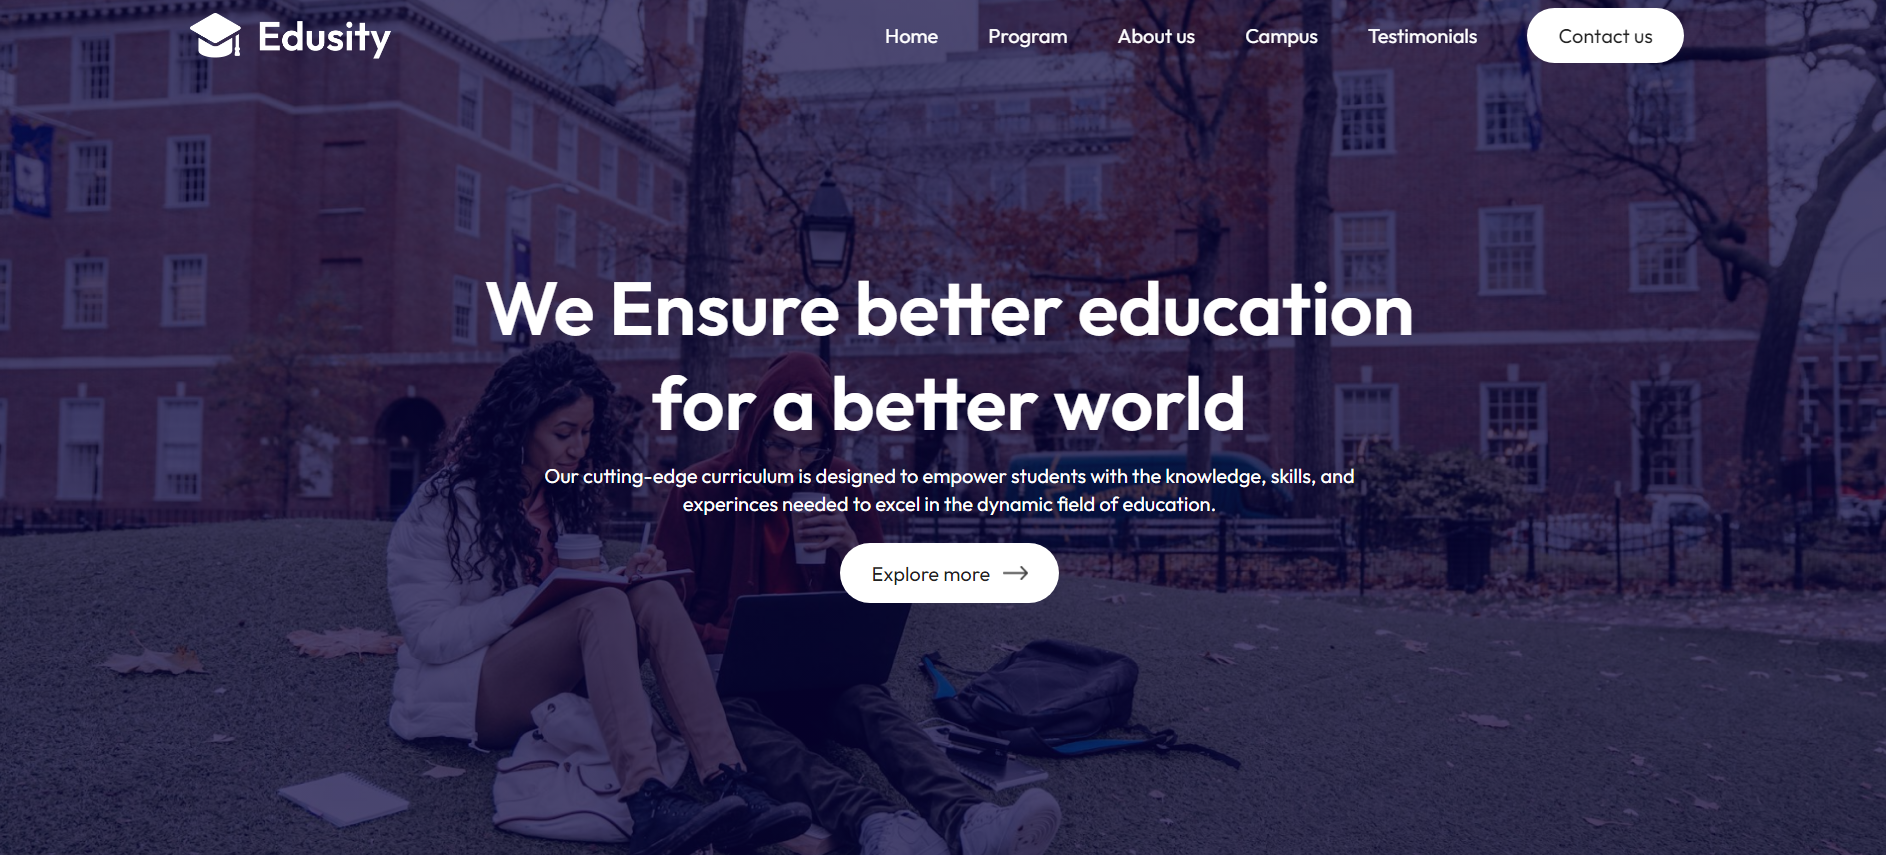 Edusity
Home Program About us Campus Testimonials Contact us
We Ensure better education
for a better world
Our cutting-edge curriculum is designed to empower students with the knowledge, skills, and
experinces needed to excel in the dynamic field of education.
Explore more